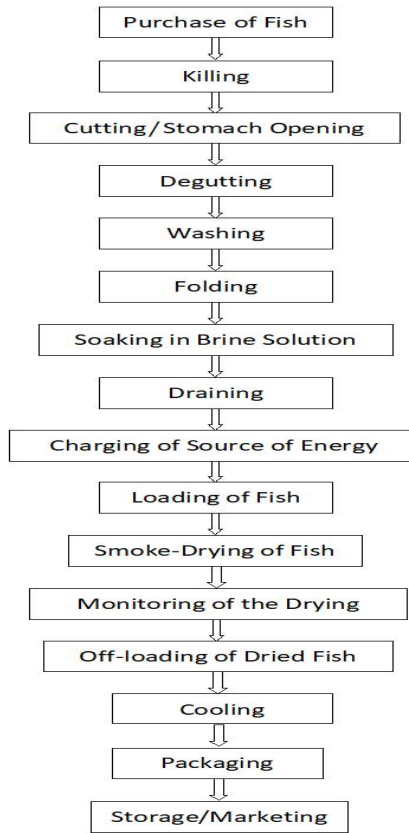 Purchase of Fish
Killing
Cutting/Stomach Opening
Degutting
Washing
Folding
Soaking in Brine Solution
Draining
Charging of Source of Energy
Loading of Fish
Smoke-Drying of Fish
Monitoring of the Drying
Off-loading of Dried Fish
Cooling
Packaging
Storage/Marketing